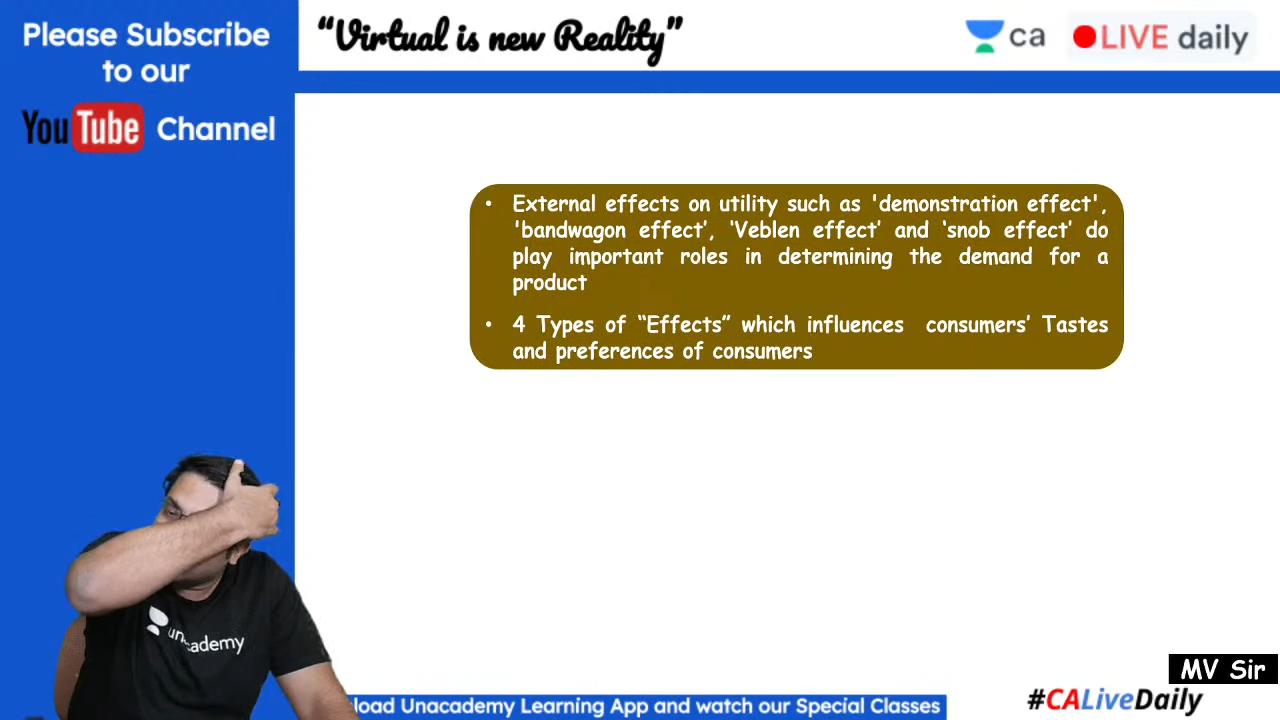 Please Subscribe
to our
YouTube Channel
“Virtual is new Reality”
ca
LIVE daily
• External effects on utility such as 'demonstration effect',
'bandwagon effect’, ‘Veblen effect’ and ‘snob effect’ do
play important roles in determining the demand for a
product
• 4 Types of “Effects” which influences consumers’ Tastes
and preferences of consumers
unacademy
Unacademy Learning App and watch our Special Classes
MV Sir
#CALiveDaily